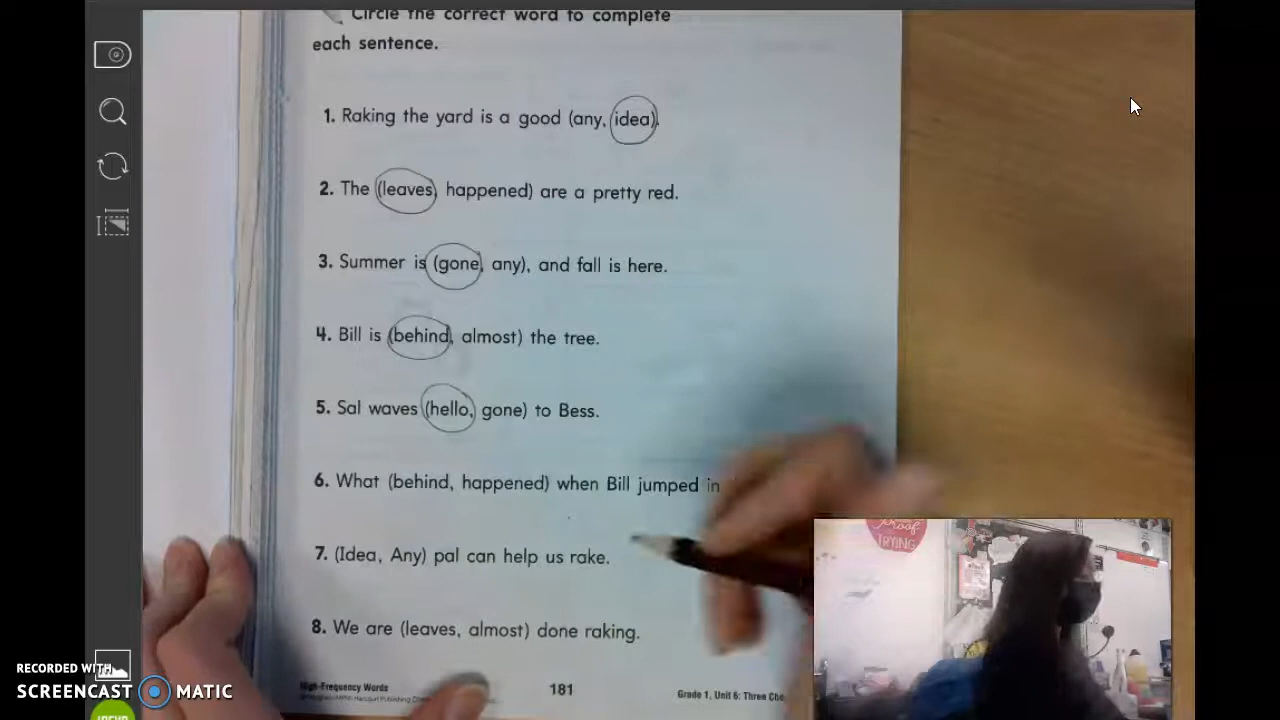 Circle the correct word to complete
each sentence.
1. Raking the yard is a good (any, idea).
2. The (leaves, happened) are a pretty red.
3. Summer is (gone, any), and fall is here.
4. Bill is (behind, almost) the tree.
5. Sal waves (hello, gone) to Bess.
6. What (behind, happened) when Bill jumped in
7. (Idea, Any) pal can help us rake.
8. We are (leaves, almost) done raking.
High-Frequency Words
181
Grade 1, Unit 6: Three Che
proof
TRYING
RECORDED WITH
SCREENCAST MATIC